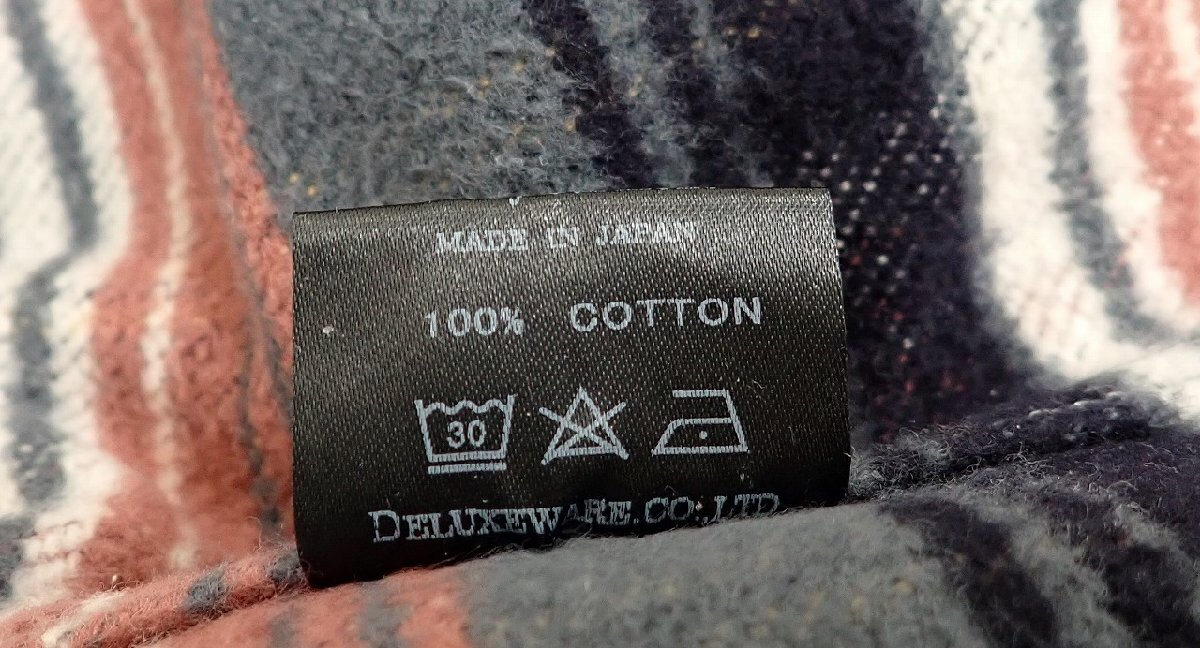 MADE IN JAPAN
100% COTTON
30
DELUXEWARE.CO.,LTD